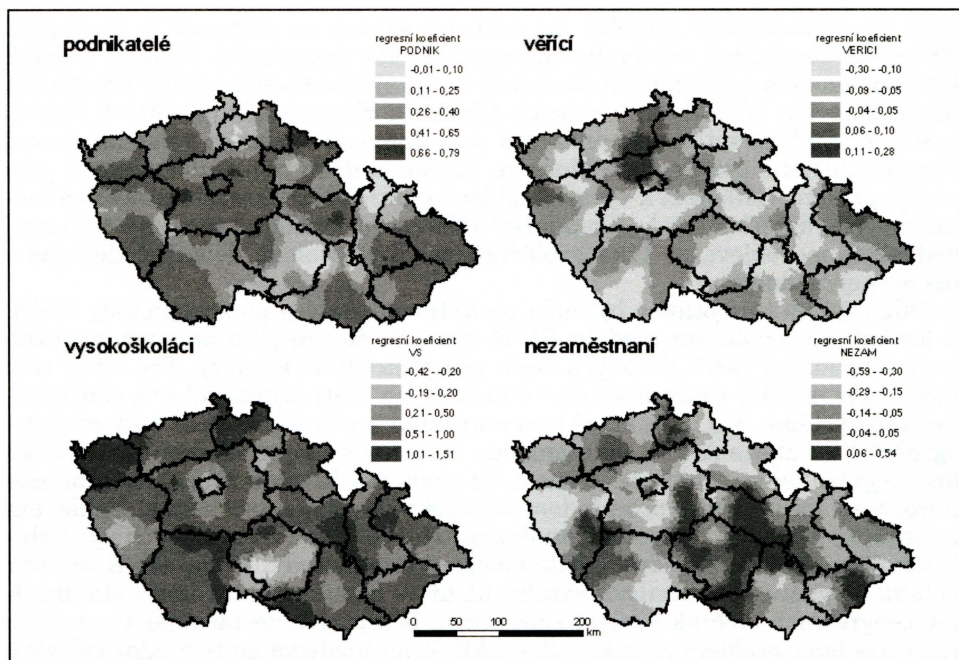 podnikatelé
regresní koeficient
PODNIK
-0,01 - 0,10
0,11 - 0,25
0,26 - 0,40
0,41 - 0,65
0,66 - 0,79
věřící
regresní koeficient
VERICI
-0,30 - -0,10
-0,09 - -0,05
-0,04 - 0,05
0,06 - 0,10
0,11 - 0,28
vysokoškoláci
regresní koeficient
VS
-0,42 - -0,20
-0,19 - 0,20
0,21 - 0,50
0,51 - 1,00
1,01 - 1,51
nezaměstnaní
regresní koeficient
NEZAM
-0,59 - -0,30
-0,29 - -0,15
-0,14 - -0,05
-0,04 - 0,05
0,06 - 0,54
0 50 100 200
km